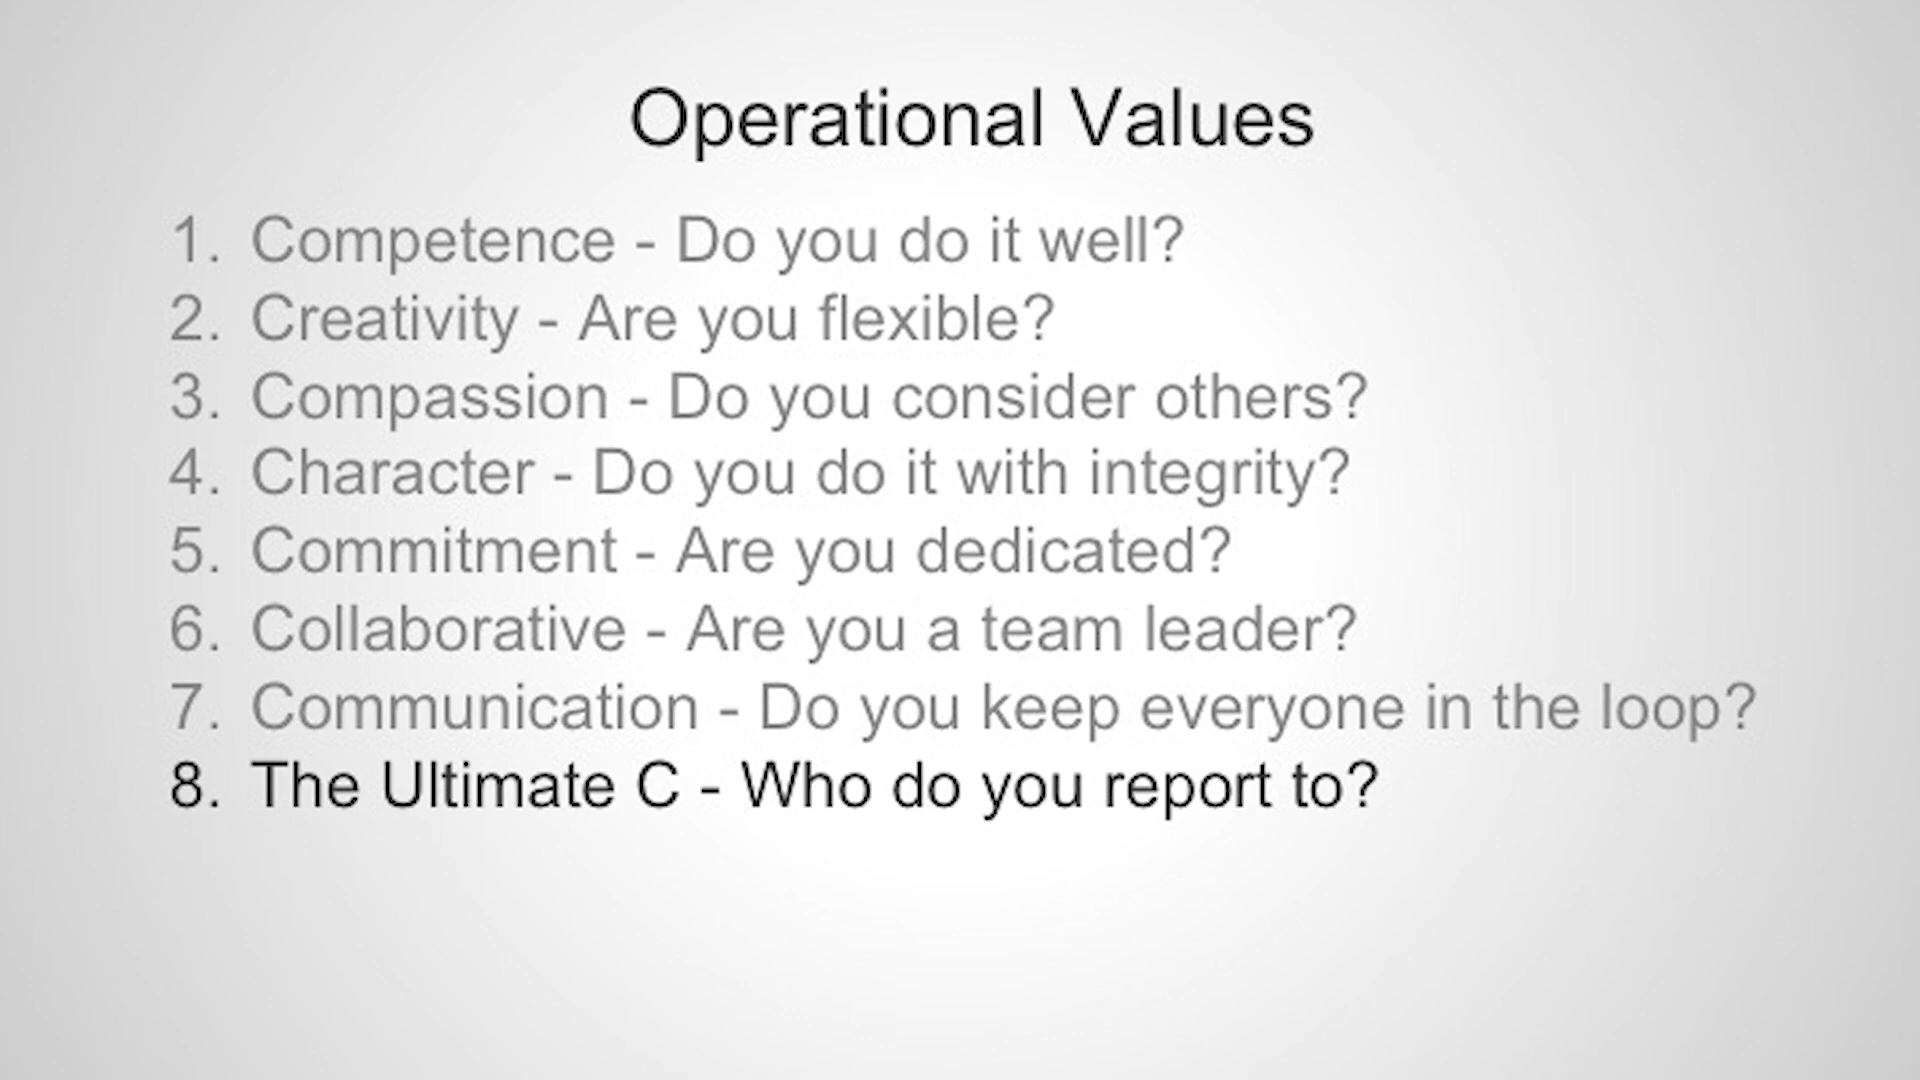 Operational Values
1. Competence - Do you do it well?
2. Creativity - Are you flexible?
3. Compassion - Do you consider others?
4. Character - Do you do it with integrity?
5. Commitment - Are you dedicated?
6. Collaborative - Are you a team leader?
7. Communication - Do you keep everyone in the loop?
8. The Ultimate C - Who do you report to?